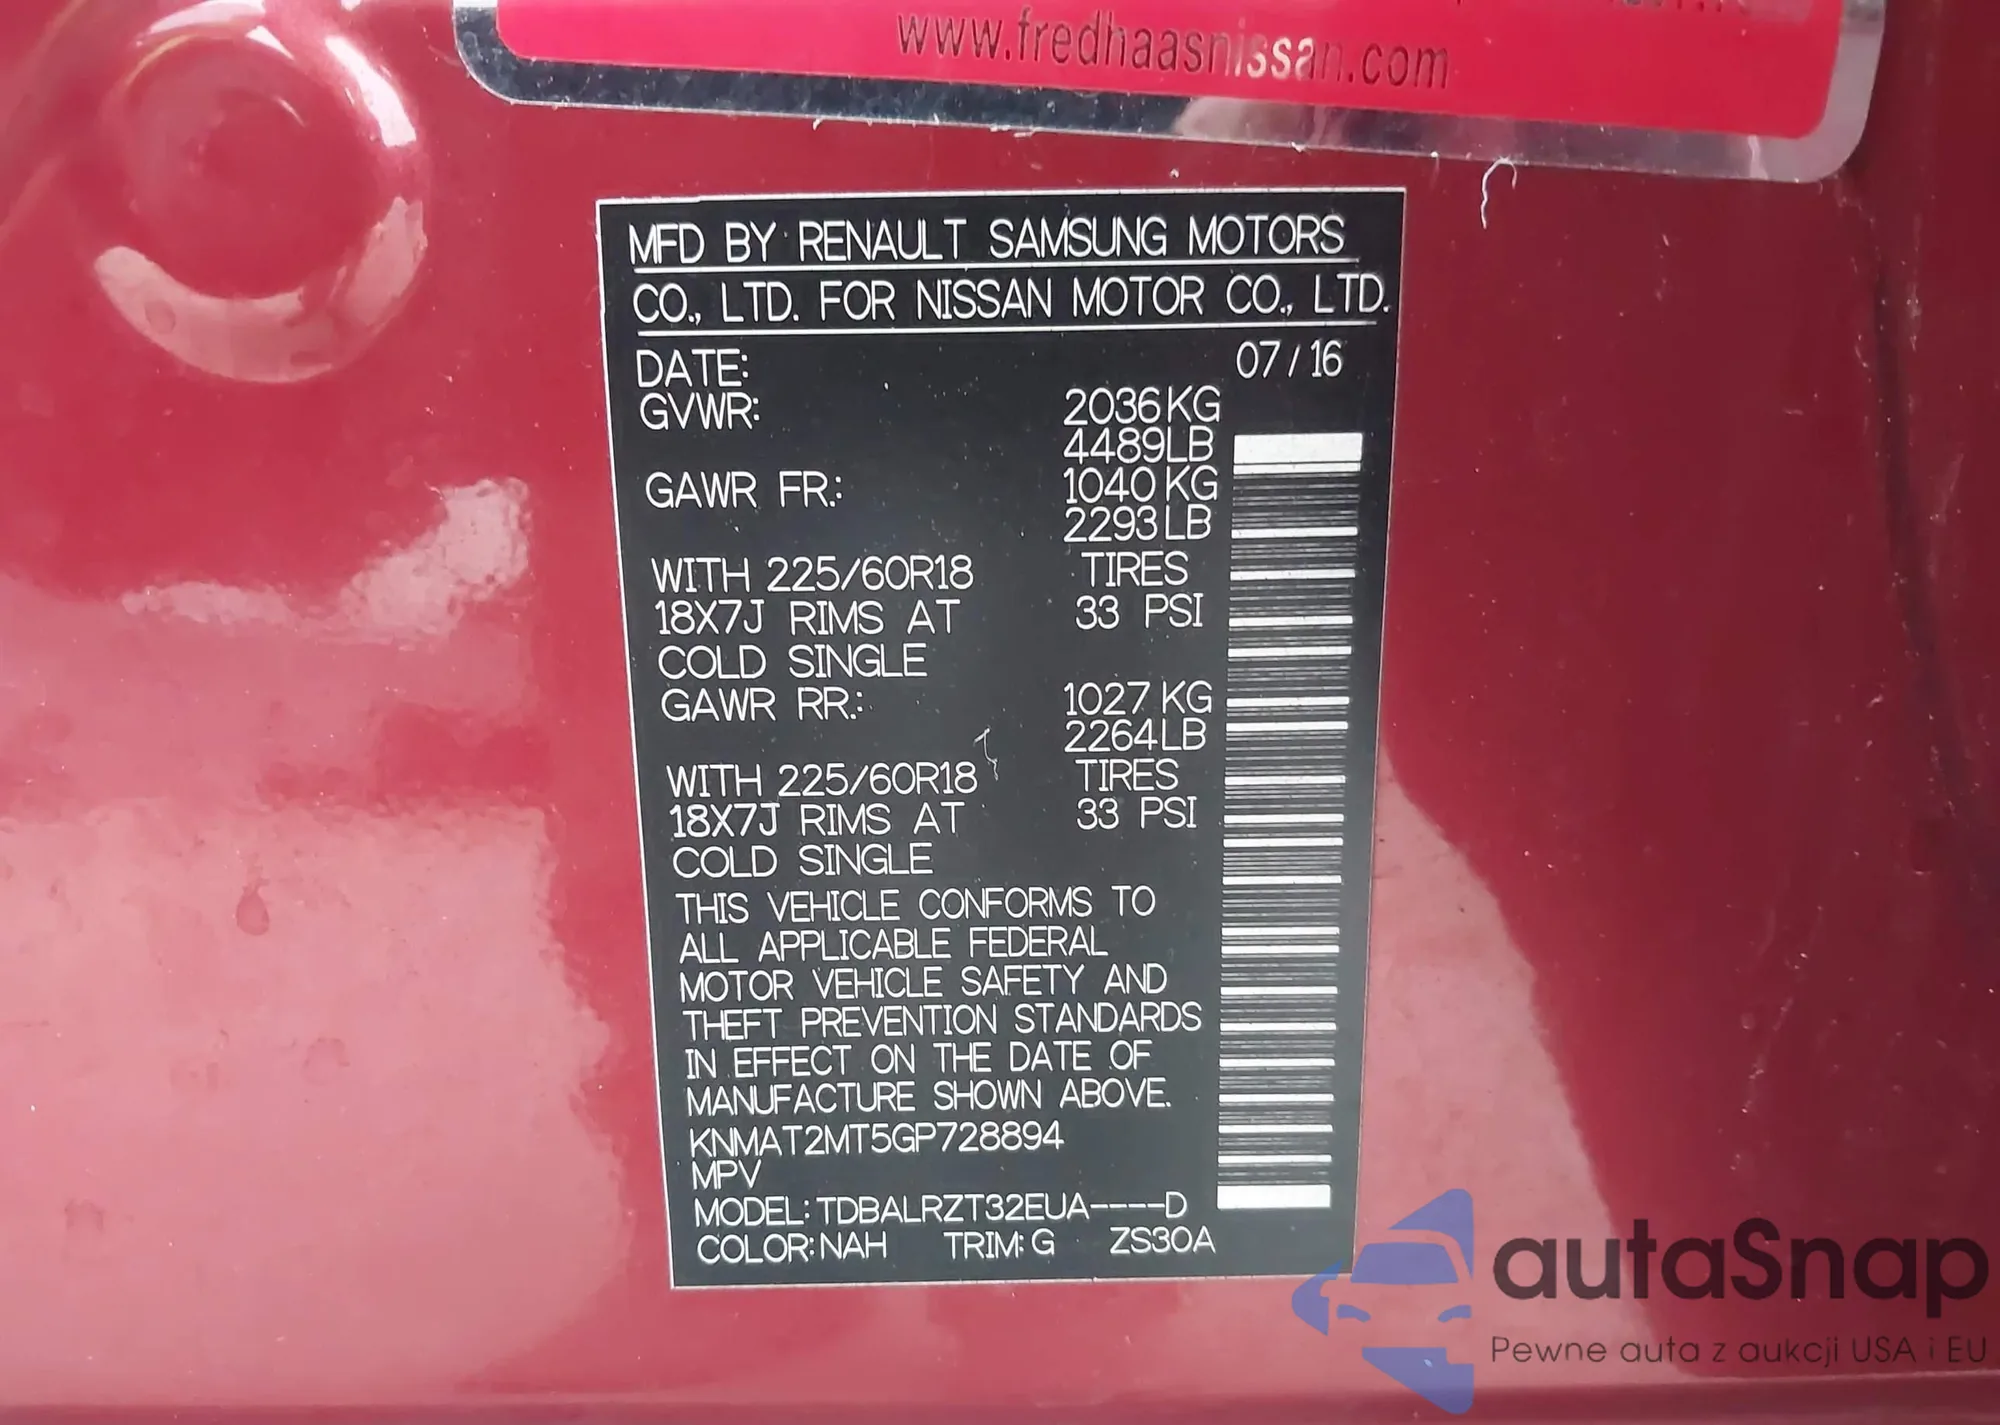 www.fredhaasnissan.com
MFD BY RENAULT SAMSUNG MOTORS
CO., LTD. FOR NISSAN MOTOR CO., LTD.
DATE: 07 / 16
GVWR: 2036KG
4489LB
GAWR FR.: 1040 KG
2293LB
WITH 225/60R18 TIRES
18X7J RIMS AT 33 PSI
COLD SINGLE
GAWR RR.: 1027 KG
2264LB
WITH 225/60R18 TIRES
18X7J RIMS AT 33 PSI
COLD SINGLE
THIS VEHICLE CONFORMS TO
ALL APPLICABLE FEDERAL
MOTOR VEHICLE SAFETY AND
THEFT PREVENTION STANDARDS
IN EFFECT ON THE DATE OF
MANUFACTURE SHOWN ABOVE.
KNMAT2MT5GP728894
MPV
MODEL: TDBALRZT32EUA----D
COLOR: NAH TRIM: G ZS30A
autaSnap
Pewne auta z aukcji USA i EU